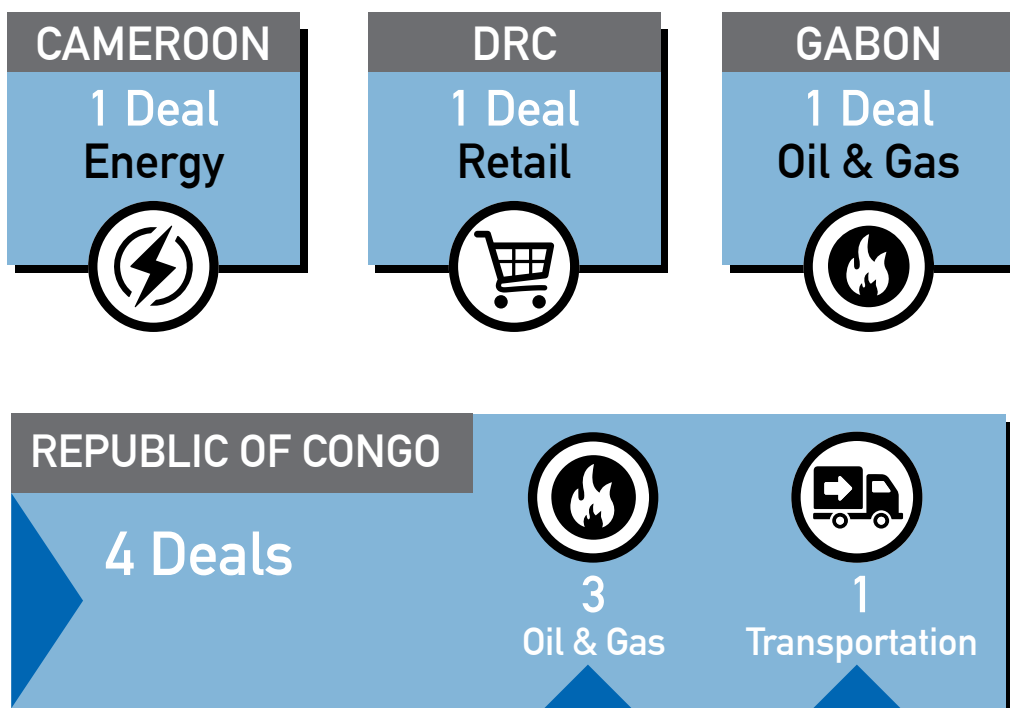 CAMEROON
1 Deal
Energy
DRC
1 Deal
Retail
GABON
1 Deal
Oil & Gas
REPUBLIC OF CONGO
4 Deals
3
Oil & Gas
1
Transportation